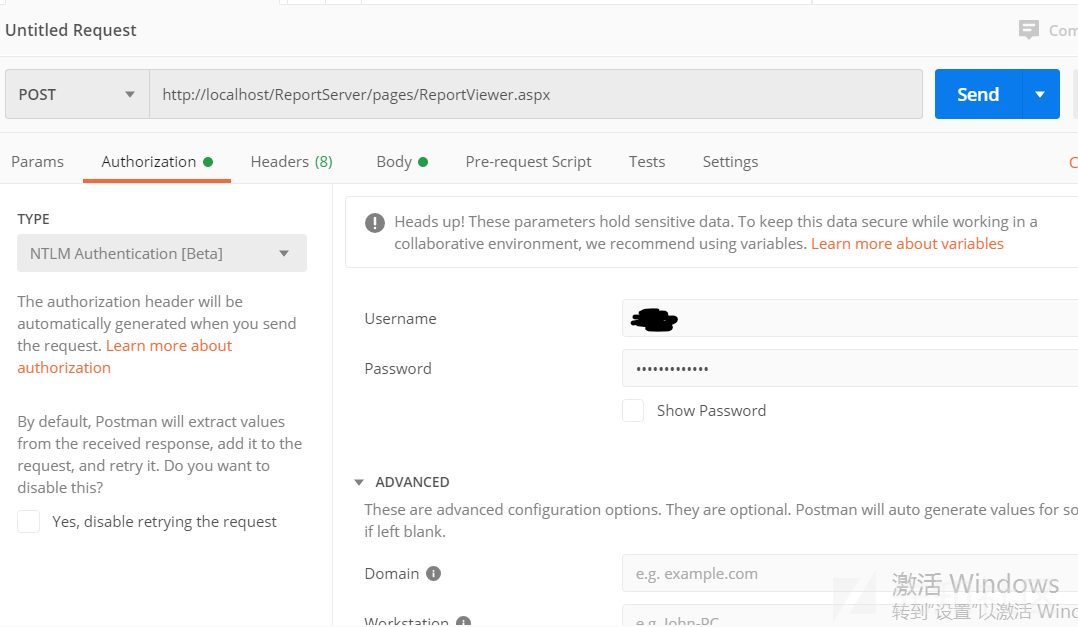 Untitled Request
Com
POST
http://localhost/ReportServer/pages/ReportViewer.aspx
Send
Params
Authorization
Headers (8)
Body
Pre-request Script
Tests
Settings
C
TYPE
NTLM Authentication [Beta]
The authorization header will be
automatically generated when you send
the request. Learn more about
authorization
By default, Postman will extract values
from the received response, add it to the
request, and retry it. Do you want to
disable this?
Yes, disable retrying the request
Heads up! These parameters hold sensitive data. To keep this data secure while working in a
collaborative environment, we recommend using variables. Learn more about variables
Username
Password
•••••••••••••
Show Password
ADVANCED
These are advanced configuration options. They are optional. Postman will auto generate values for so
if left blank.
Domain
e.g. example.com
Workstation
e.g. John-PC
激活 Windows
转到"设置"以激活 Winc